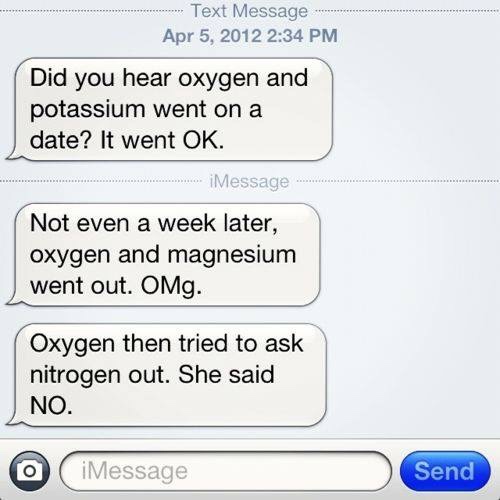 Text Message
Apr 5, 2012 2:34 PM
Did you hear oxygen and
potassium went on a
date? It went OK.
iMessage
Not even a week later,
oxygen and magnesium
went out. OMg.
Oxygen then tried to ask
nitrogen out. She said
NO.
iMessage
Send